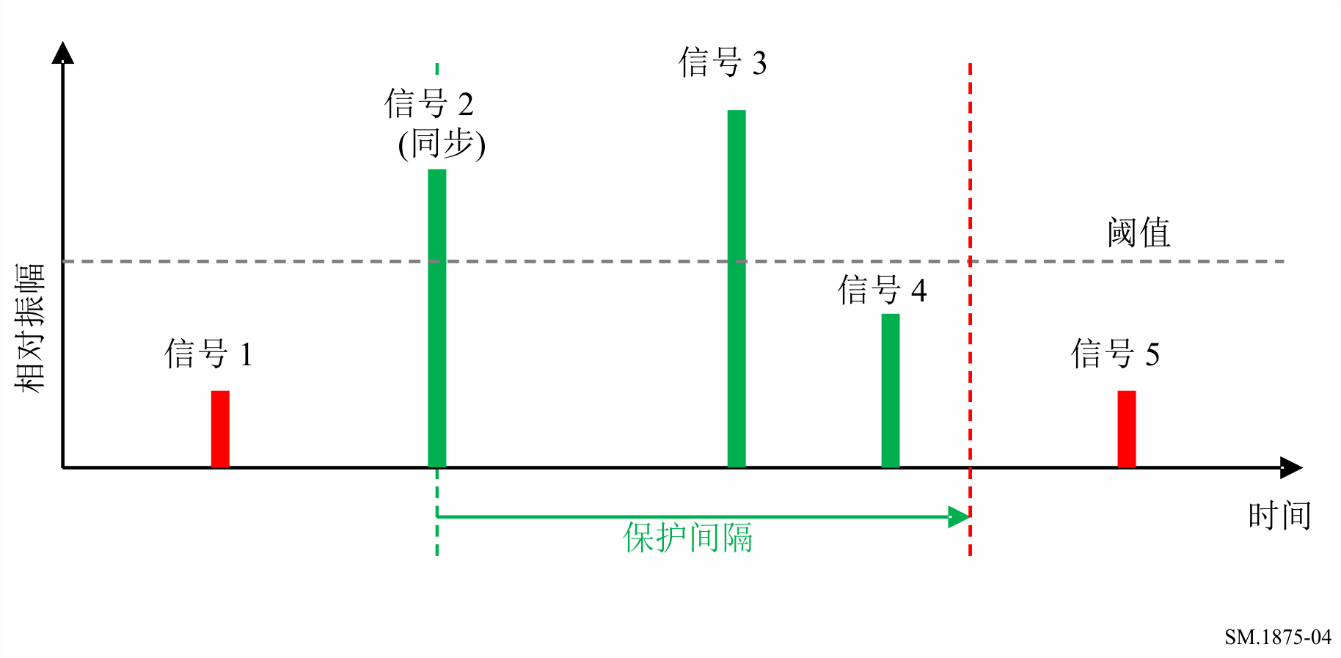 信号 3
信号 2
(同步)
阈值
信号 4
信号 1
信号 5
相对振幅
时间
保护间隔
SM.1875-04